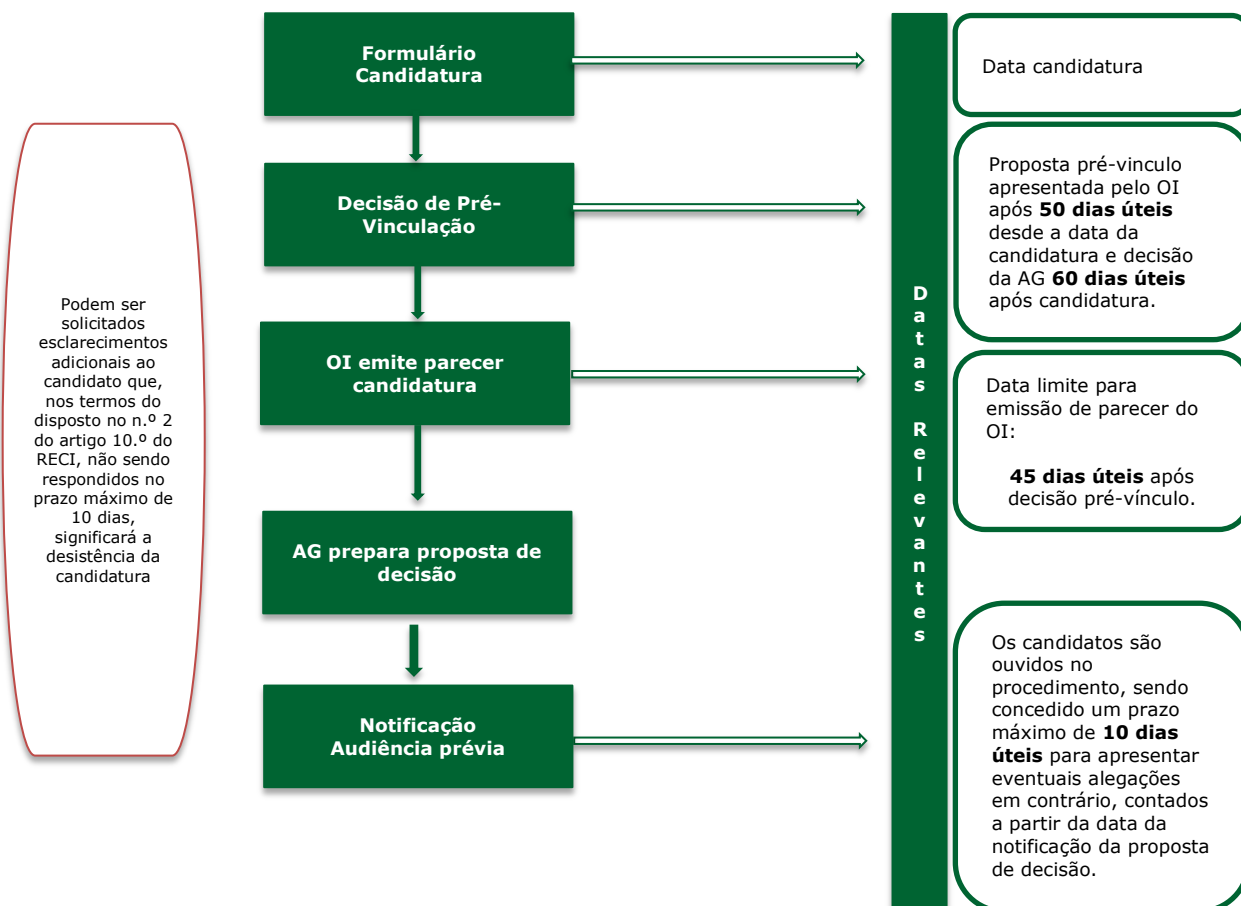 Formulário
Candidatura
Data candidatura
Decisão de Pré-
Vinculação
Proposta pré-vinculo
apresentada pelo OI
após 50 dias úteis
desde a data da
candidatura e decisão
da AG 60 dias úteis
após candidatura.
Podem ser
solicitados
esclarecimentos
adicionais ao
candidato que,
nos termos do
disposto no n.º 2
do artigo 10.º do
RECI, não sendo
respondidos no
prazo máximo de
10 dias,
significará a
desistência da
candidatura
OI emite parecer
candidatura
Data limite para
emissão de parecer do
OI:
45 dias úteis após
decisão pré-vínculo.
AG prepara proposta de
decisão
Notificação
Audiência prévia
Os candidatos são
ouvidos no
procedimento, sendo
concedido um prazo
máximo de 10 dias
úteis para apresentar
eventuais alegações
em contrário, contados
a partir da data da
notificação da proposta
de decisão.
D
a
t
a
s
R
e
l
e
v
a
n
t
e
s